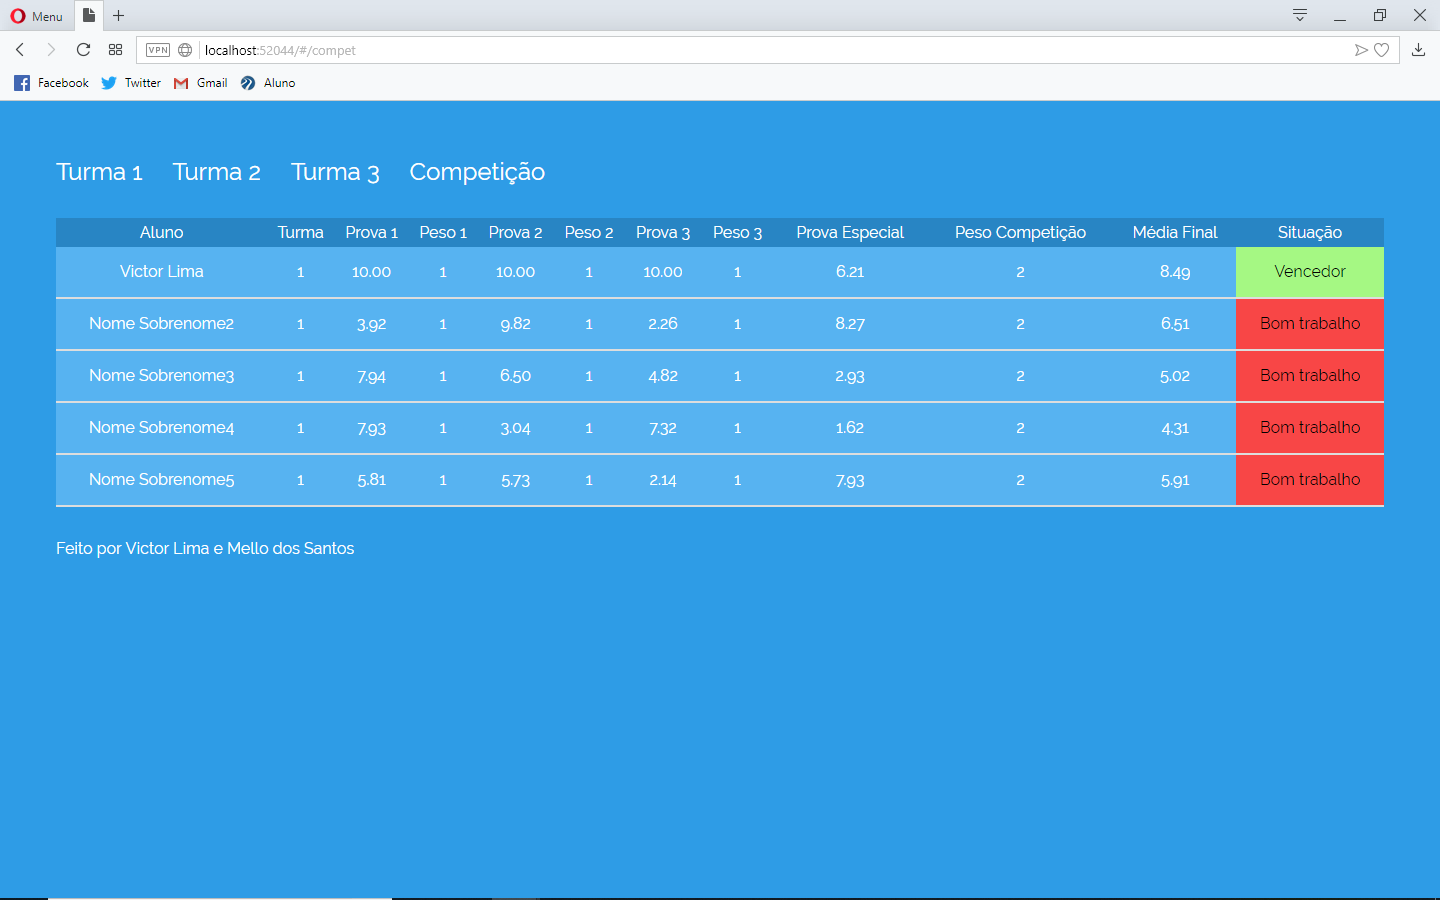 Menu
VPN localhost:52044/#/compet
Facebook Twitter Gmail Aluno
Turma 1 Turma 2 Turma 3 Competição
Aluno Turma Prova 1 Peso 1 Prova 2 Peso 2 Prova 3 Peso 3 Prova Especial Peso Competição Média Final Situação
Victor Lima 1 10.00 1 10.00 1 10.00 1 6.21 2 8.49 Vencedor
Nome Sobrenome2 1 3.92 1 9.82 1 2.26 1 8.27 2 6.51 Bom trabalho
Nome Sobrenome3 1 7.94 1 6.50 1 4.82 1 2.93 2 5.02 Bom trabalho
Nome Sobrenome4 1 7.93 1 3.04 1 7.32 1 1.62 2 4.31 Bom trabalho
Nome Sobrenome5 1 5.81 1 5.73 1 2.14 1 7.93 2 5.91 Bom trabalho
Feito por Victor Lima e Mello dos Santos